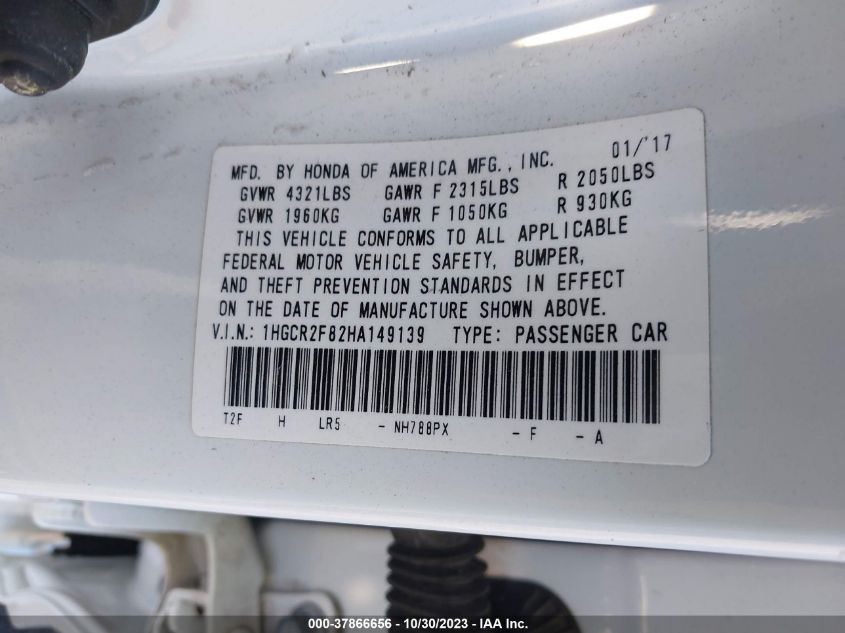 MFD. BY HONDA OF AMERICA MFG., INC. 01/'17
GVWR 4321LBS GAWR F 2315LBS R 2050LBS
GVWR 1960KG GAWR F 1050KG R 930KG
THIS VEHICLE CONFORMS TO ALL APPLICABLE
FEDERAL MOTOR VEHICLE SAFETY, BUMPER,
AND THEFT PREVENTION STANDARDS IN EFFECT
ON THE DATE OF MANUFACTURE SHOWN ABOVE.
V.I.N.: 1HGCR2F82HA149139 TYPE: PASSENGER CAR
T2F H LR5 - NH788PX - F - A
000-37866656 - 10/30/2023 - IAA Inc.